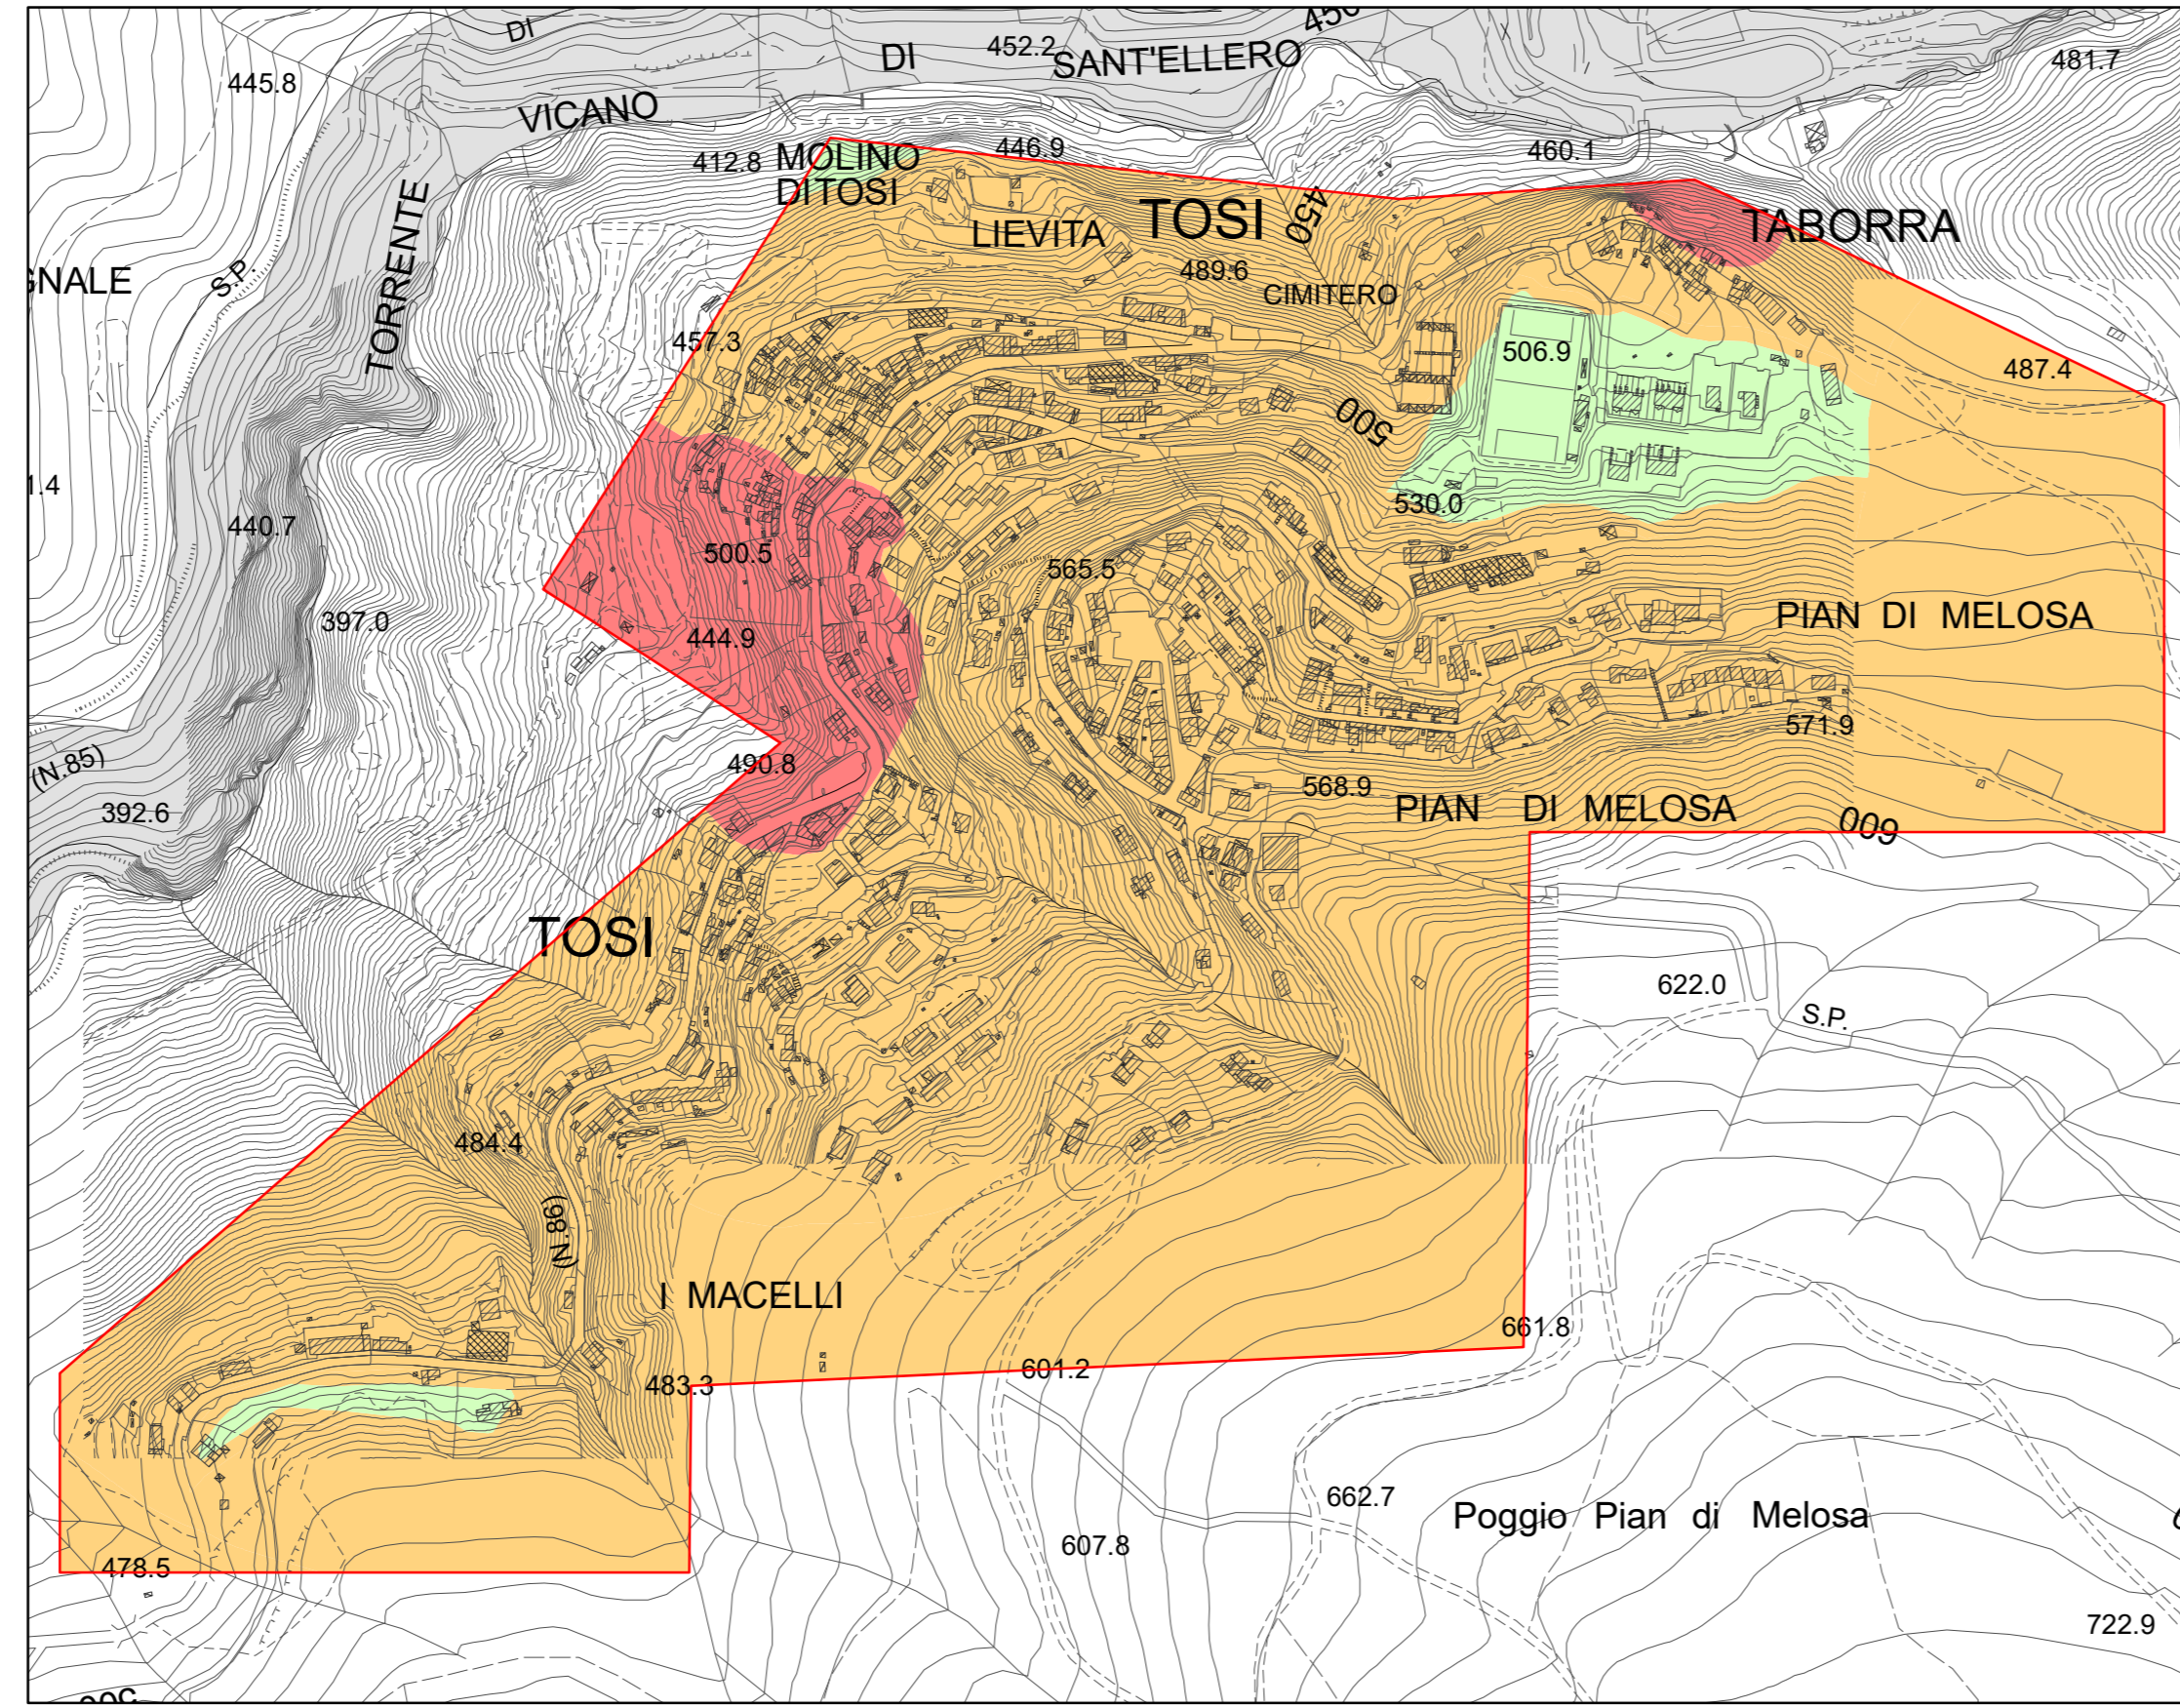 DI
450
445.8
DI
452.2
SANT'ELLERO
481.7
VICANO
412.8
MOLINO
DI TOSI
446.9
460.1
TORRENTE
S.P.
LIEVITA
TOSI
450
TABORRA
489.6
CIMITERO
GNALE
457.3
506.9
487.4
500
1.4
440.7
530.0
500.5
565.5
397.0
444.9
PIAN DI MELOSA
571.9
(N.85)
490.8
568.9
PIAN DI MELOSA
600
392.6
TOSI
622.0
S.P.
484.4
(N.86)
I MACELLI
661.8
601.2
483.3
662.7
Poggio Pian di Melosa
607.8
478.5
722.9